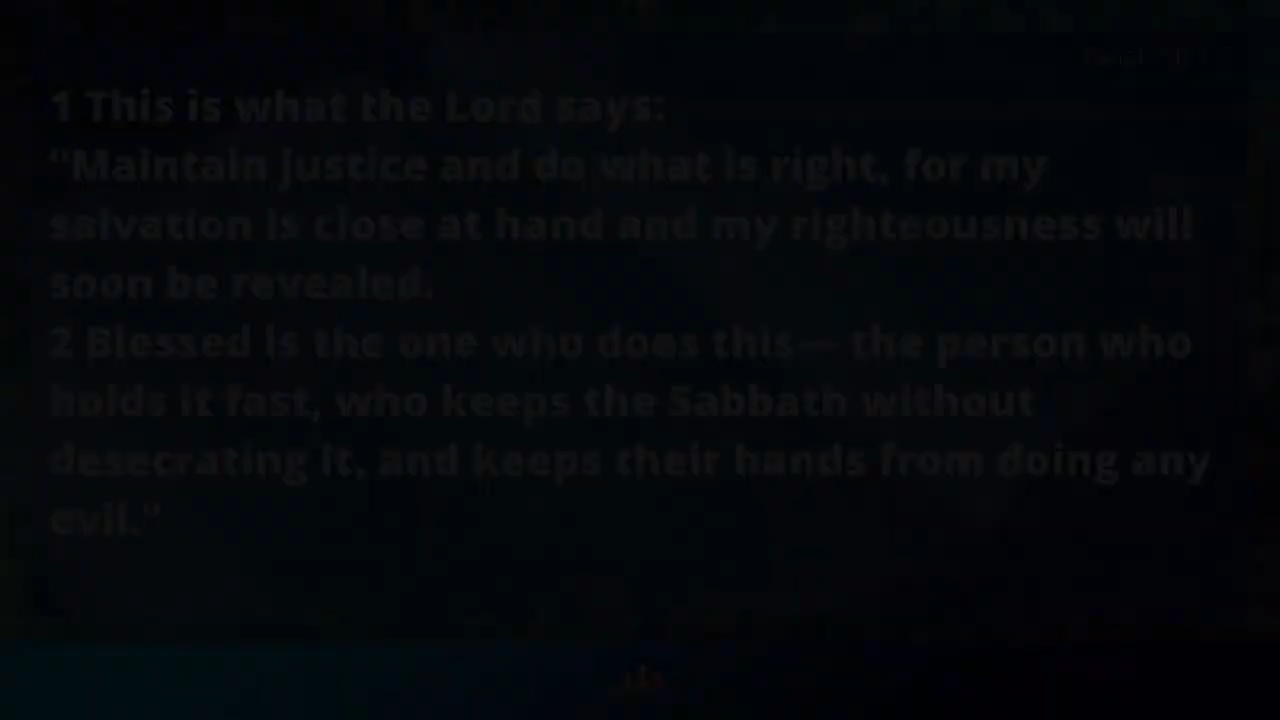 1 This is what the Lord says:
"Maintain justice and do what is right, for my
salvation is close at hand and my righteousness will
soon be revealed.
2 Blessed is the one who does this— the person who
holds it fast, who keeps the Sabbath without
desecrating it, and keeps their hands from doing any
evil."